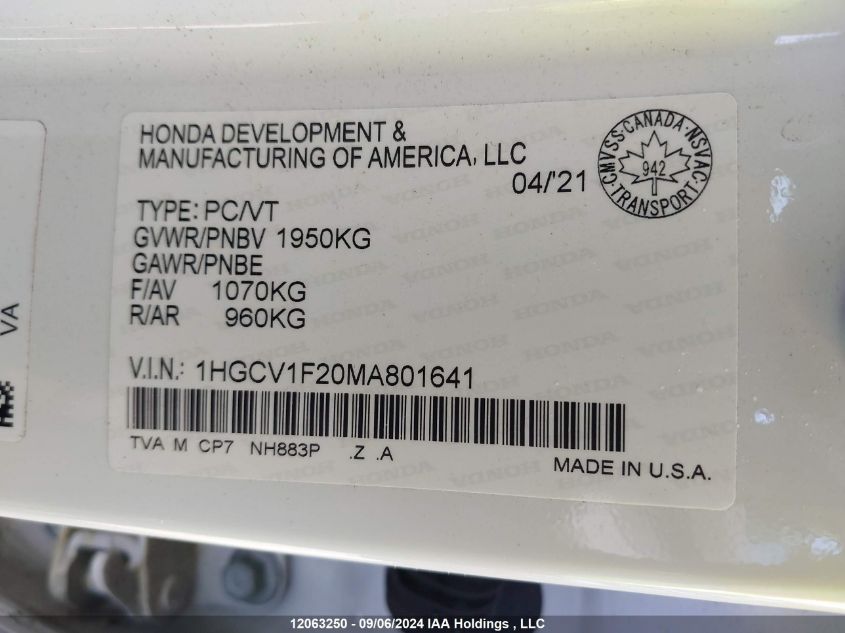 HONDA DEVELOPMENT &
MANUFACTURING OF AMERICA, LLC
04/'21
CMVSS·CANADA·NSVAC
942
·TRANSPORT·
TYPE: PC/VT
GVWR/PNBV 1950KG
GAWR/PNBE
F/AV 1070KG
R/AR 960KG
V.I.N.: 1HGCV1F20MA801641
TVA M CP7 NH883P .Z .A
MADE IN U.S.A.
VA
12063250 - 09/06/2024 IAA Holdings , LLC